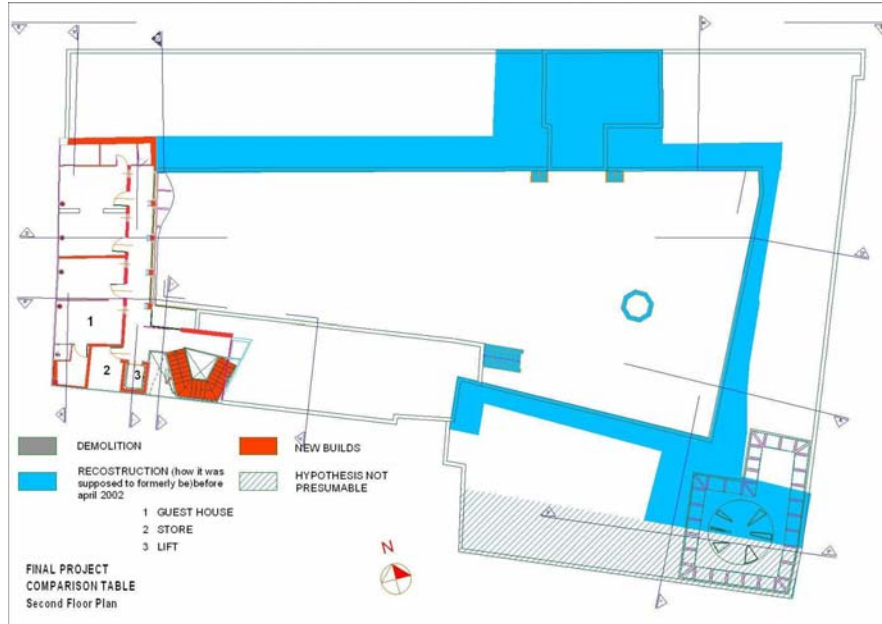 1
2
3
DEMOLITION
NEW BUILDS
RECOSTRUCTION (how it was
supposed to formerly be)before
april 2002
HYPOTHESIS NOT
PRESUMABLE
1 GUEST HOUSE
2 STORE
3 LIFT
N
FINAL PROJECT
COMPARISON TABLE
Second Floor Plan